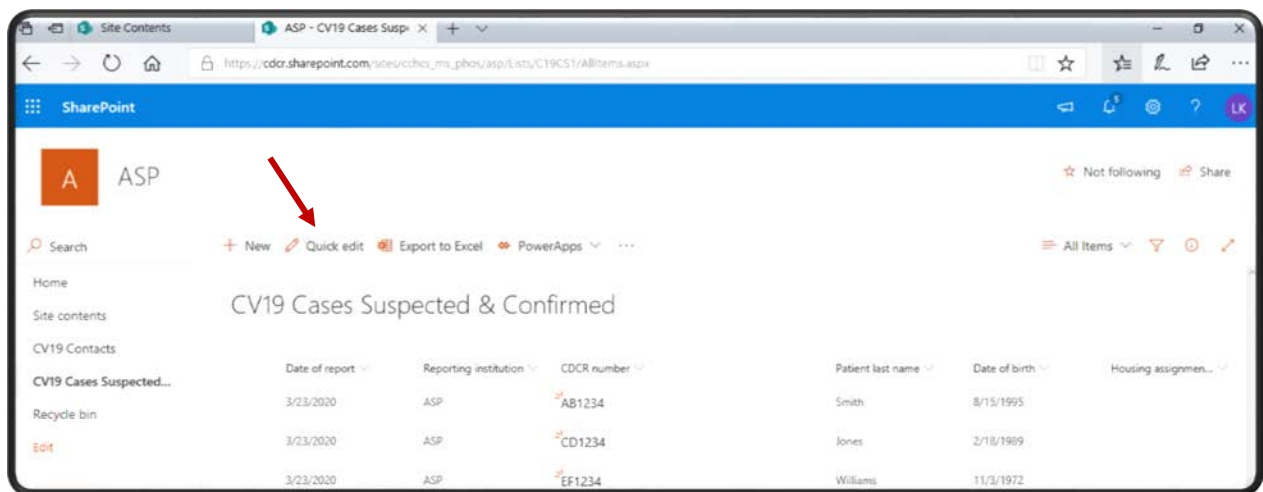 Site Contents
ASP - CV19 Cases Susp
https://cdcr.sharepoint.com/sites/cchcs_ms_phos/asp/Lists/C19CS1/AllItems.aspx
SharePoint
5
LK
A
ASP
Not following
Share
Search
New
Quick edit
Export to Excel
PowerApps
···
All Items
Home
Site contents
CV19 Contacts
CV19 Cases Suspected...
Recycle bin
Edit
CV19 Cases Suspected & Confirmed
Date of report Reporting institution CDCR number Patient last name Date of birth Housing assignmen...
3/23/2020 ASP AB1234 Smith 8/15/1995
3/23/2020 ASP CD1234 Jones 2/18/1989
3/23/2020 ASP EF1234 Williams 11/3/1972